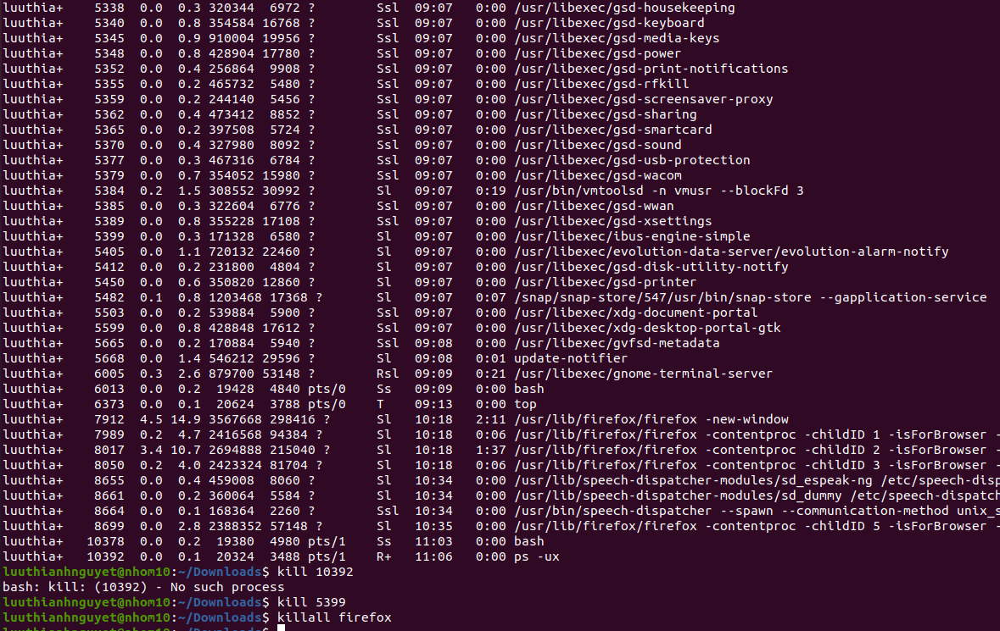 luuthia+    5338  0.0  0.3 320344  6972 ?        Ssl  09:07   0:00 /usr/libexec/gsd-housekeeping
luuthia+    5340  0.0  0.8 354584 16768 ?        Ssl  09:07   0:00 /usr/libexec/gsd-keyboard
luuthia+    5345  0.0  0.9 910004 19956 ?        Ssl  09:07   0:00 /usr/libexec/gsd-media-keys
luuthia+    5348  0.0  0.8 428904 17780 ?        Ssl  09:07   0:00 /usr/libexec/gsd-power
luuthia+    5352  0.0  0.4 256864  9908 ?        Ssl  09:07   0:00 /usr/libexec/gsd-print-notifications
luuthia+    5355  0.0  0.2 465732  5480 ?        Ssl  09:07   0:00 /usr/libexec/gsd-rfkill
luuthia+    5359  0.0  0.2 244140  5456 ?        Ssl  09:07   0:00 /usr/libexec/gsd-screensaver-proxy
luuthia+    5362  0.0  0.4 473412  8852 ?        Ssl  09:07   0:00 /usr/libexec/gsd-sharing
luuthia+    5365  0.0  0.2 397508  5724 ?        Ssl  09:07   0:00 /usr/libexec/gsd-smartcard
luuthia+    5370  0.0  0.4 327980  8092 ?        Ssl  09:07   0:00 /usr/libexec/gsd-sound
luuthia+    5377  0.0  0.3 467316  6784 ?        Ssl  09:07   0:00 /usr/libexec/gsd-usb-protection
luuthia+    5379  0.0  0.7 354052 15980 ?        Ssl  09:07   0:00 /usr/libexec/gsd-wacom
luuthia+    5384  0.2  1.5 308552 30992 ?        Sl   09:07   0:19 /usr/bin/vmtoolsd -n vmusr --blockFd 3
luuthia+    5385  0.0  0.3 322604  6776 ?        Ssl  09:07   0:00 /usr/libexec/gsd-wwan
luuthia+    5389  0.0  0.8 355228 17108 ?        Ssl  09:07   0:00 /usr/libexec/gsd-xsettings
luuthia+    5399  0.0  0.3 171328  6580 ?        Sl   09:07   0:00 /usr/libexec/ibus-engine-simple
luuthia+    5405  0.0  1.1 720132 22460 ?        Sl   09:07   0:00 /usr/libexec/evolution-data-server/evolution-alarm-notify
luuthia+    5412  0.0  0.2 231800  4804 ?        Sl   09:07   0:00 /usr/libexec/gsd-disk-utility-notify
luuthia+    5450  0.0  0.6 350820 12860 ?        Sl   09:07   0:00 /usr/libexec/gsd-printer
luuthia+    5482  0.1  0.8 1203468 17368 ?       Sl   09:07   0:07 /snap/snap-store/547/usr/bin/snap-store --gapplication-service
luuthia+    5503  0.0  0.2 539884  5900 ?        Ssl  09:07   0:00 /usr/libexec/xdg-document-portal
luuthia+    5599  0.0  0.8 428848 17612 ?        Ssl  09:07   0:00 /usr/libexec/xdg-desktop-portal-gtk
luuthia+    5665  0.0  0.2 170884  5940 ?        Ssl  09:08   0:00 /usr/libexec/gvfsd-metadata
luuthia+    5668  0.0  1.4 546212 29596 ?        Sl   09:08   0:01 update-notifier
luuthia+    6005  0.3  2.6 879700 53148 ?        Rsl  09:09   0:21 /usr/libexec/gnome-terminal-server
luuthia+    6013  0.0  0.2  19428  4840 pts/0    Ss   09:09   0:00 bash
luuthia+    6373  0.0  0.1  20624  3788 pts/0    T    09:13   0:00 top
luuthia+    7912  4.5 14.9 3567668 298416 ?      Sl   10:18   2:11 /usr/lib/firefox/firefox -new-window
luuthia+    7989  0.2  4.7 2416568 94384 ?       Sl   10:18   0:06 /usr/lib/firefox/firefox -contentproc -childID 1 -isForBrowser -
luuthia+    8017  3.4 10.7 2694888 215040 ?      Sl   10:18   1:37 /usr/lib/firefox/firefox -contentproc -childID 2 -isForBrowser -
luuthia+    8050  0.2  4.0 2423324 81704 ?       Sl   10:18   0:06 /usr/lib/firefox/firefox -contentproc -childID 3 -isForBrowser -
luuthia+    8655  0.0  0.4 459008  8060 ?        Sl   10:34   0:00 /usr/lib/speech-dispatcher-modules/sd_espeak-ng /etc/speech-disp
luuthia+    8661  0.0  0.2 360064  5584 ?        Sl   10:34   0:00 /usr/lib/speech-dispatcher-modules/sd_dummy /etc/speech-dispatch
luuthia+    8664  0.0  0.1 168364  2260 ?        Ssl  10:34   0:00 /usr/bin/speech-dispatcher --spawn --communication-method unix_s
luuthia+    8699  0.0  2.8 2388352 57148 ?       Sl   10:35   0:00 /usr/lib/firefox/firefox -contentproc -childID 5 -isForBrowser -
luuthia+   10378  0.0  0.2  19380  4980 pts/1    Ss   11:03   0:00 bash
luuthia+   10392  0.0  0.1  20324  3488 pts/1    R+   11:06   0:00 ps -ux
luuthianhnguyet@nhom10:~/Downloads$ kill 10392
bash: kill: (10392) - No such process
luuthianhnguyet@nhom10:~/Downloads$ kill 5399
luuthianhnguyet@nhom10:~/Downloads$ killall firefox